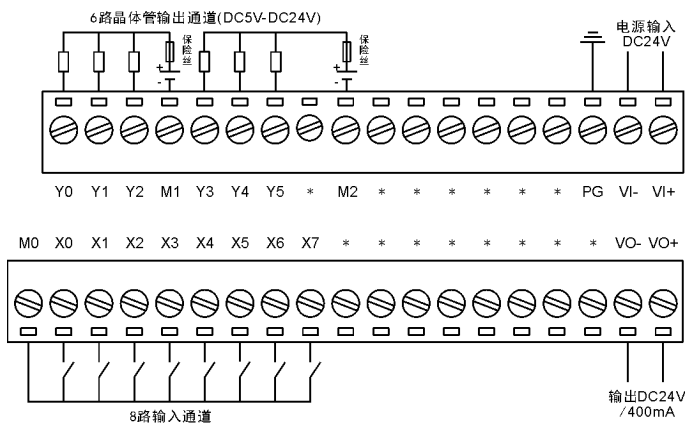 6路晶体管输出通道(DC5V-DC24V)
保险丝
保险丝
电源输入
DC24V
+
-
+
-
Y0 Y1 Y2 M1 Y3 Y4 Y5 * M2 * * * * * * PG VI- VI+
M0 X0 X1 X2 X3 X4 X5 X6 X7 * * * * * * * * VO- VO+
8路输入通道
输出DC24V
/400mA